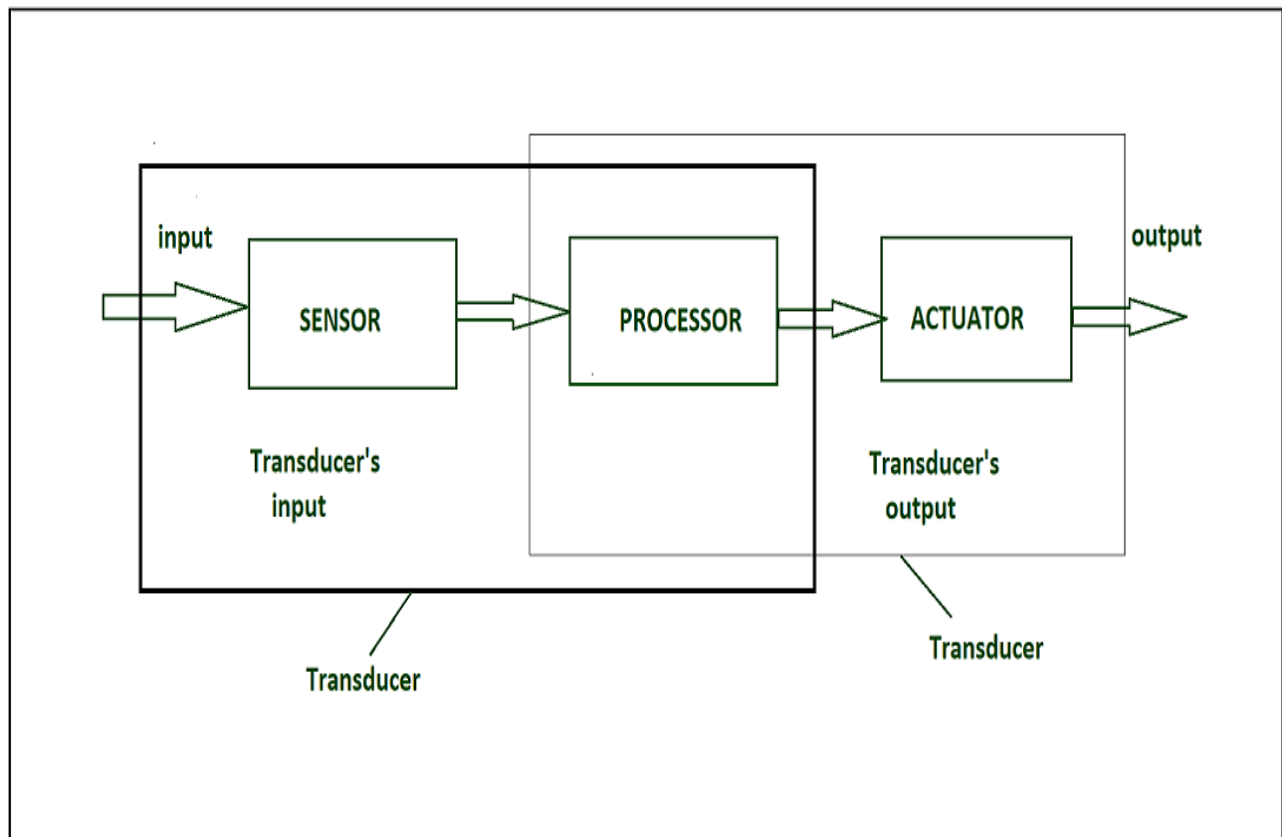 input
output
SENSOR
PROCESSOR
ACTUATOR
Transducer's
input
Transducer's
output
Transducer
Transducer